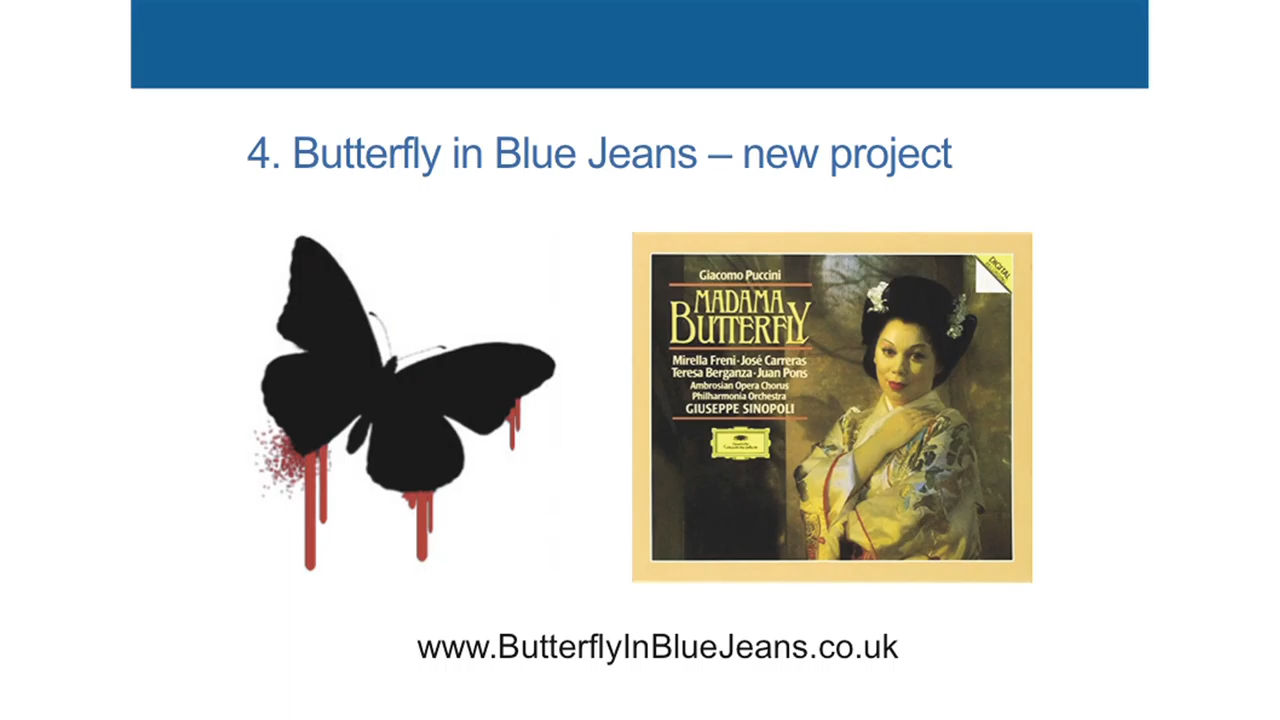 4. Butterfly in Blue Jeans – new project
Giacomo Puccini
MADAMA
BUTTERFLY
Mirella Freni·José Carreras
Teresa Berganza·Juan Pons
Ambrosian Opera Chorus
Philharmonia Orchestra
GIUSEPPE SINOPOLI
DIGITAL
www.ButterflyInBlueJeans.co.uk